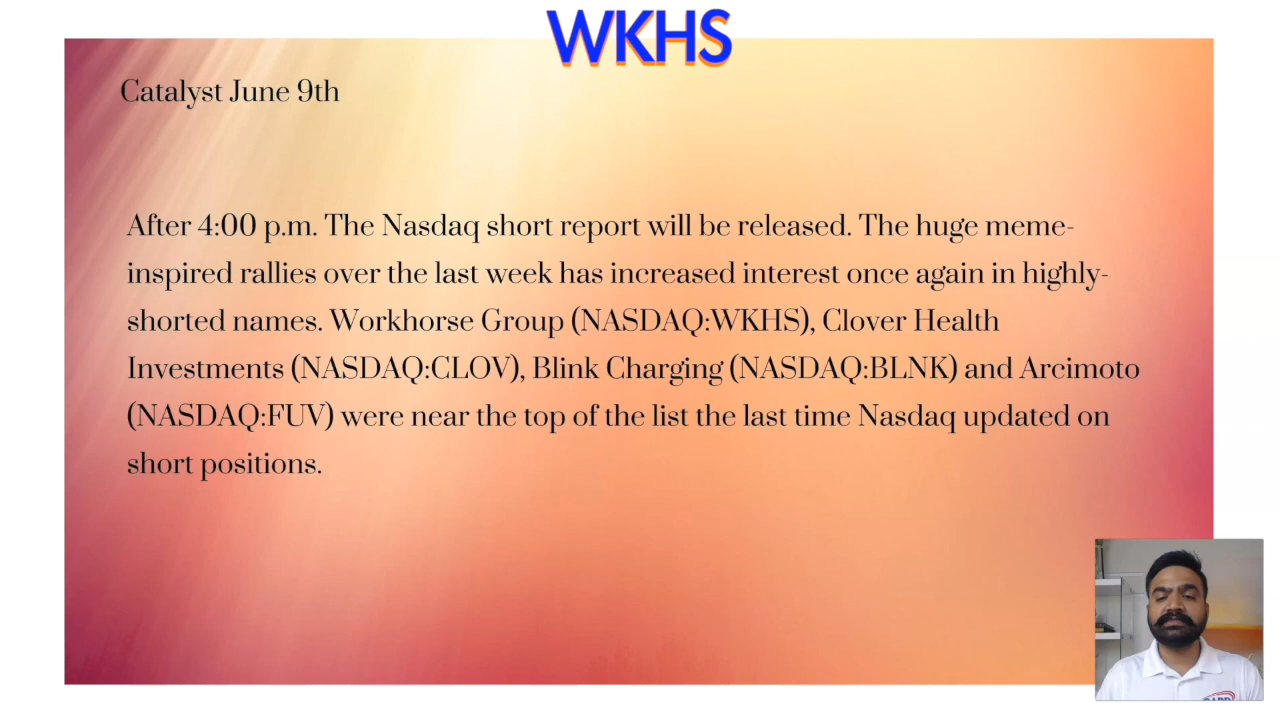 WKHS
Catalyst June 9th
After 4:00 p.m. The Nasdaq short report will be released. The huge meme-
inspired rallies over the last week has increased interest once again in highly-
shorted names. Workhorse Group (NASDAQ:WKHS), Clover Health
Investments (NASDAQ:CLOV), Blink Charging (NASDAQ:BLNK) and Arcimoto
(NASDAQ:FUV) were near the top of the list the last time Nasdaq updated on
short positions.